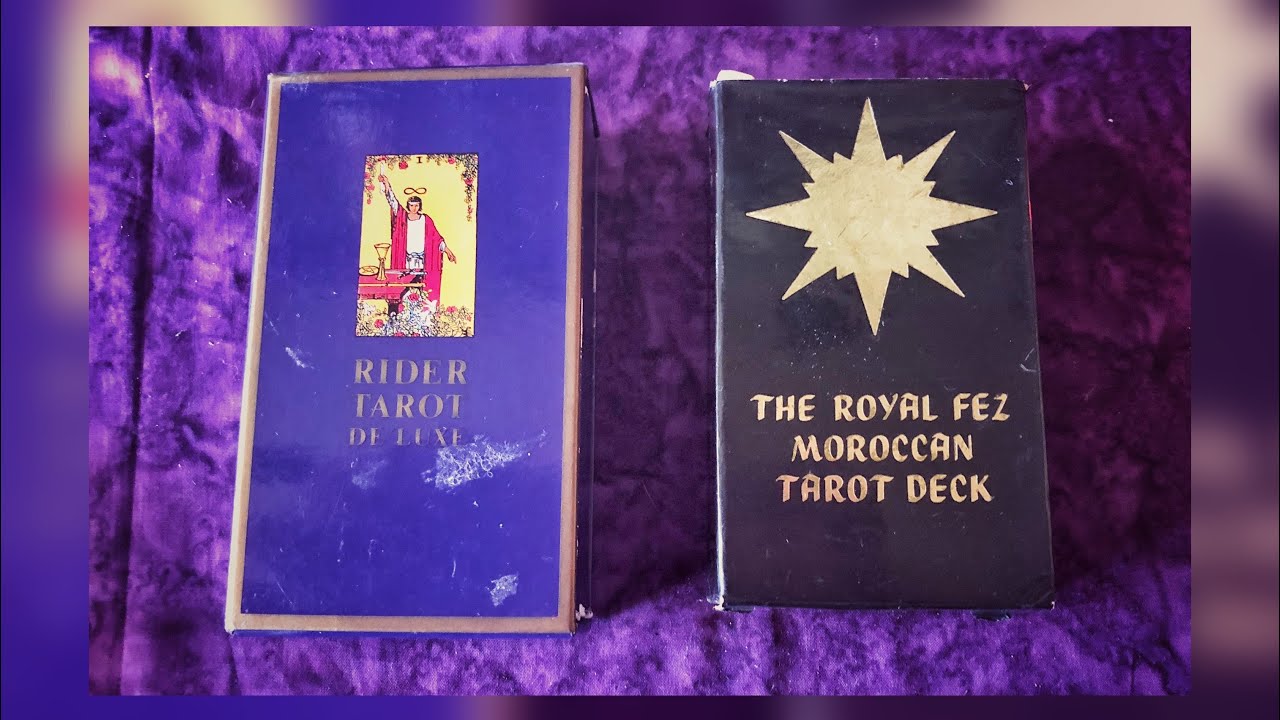 I
RIDER
TAROT
DE LUXE
THE ROYAL FEZ
MOROCCAN
TAROT DECK